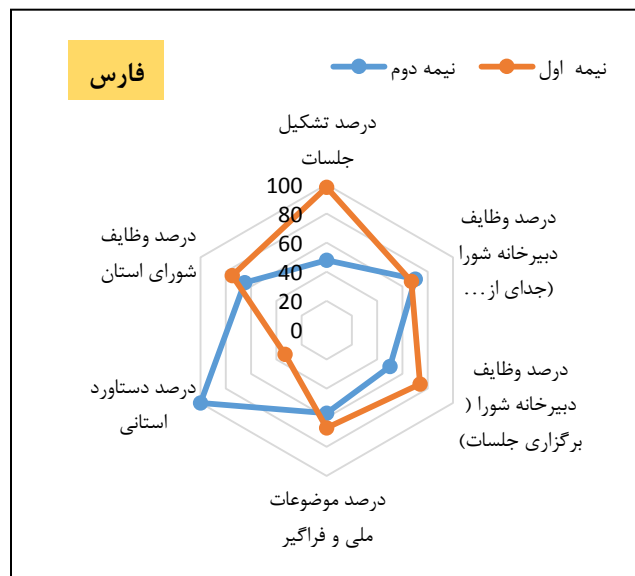 فارس
نیمه اول
نیمه دوم
درصد تشکیل
جلسات
100
80
60
40
20
0
درصد وظایف
دبیرخانه شورا
(جدای از...
درصد وظایف
دبیرخانه شورا (
برگزاری جلسات)
درصد موضوعات
ملی و فراگیر
درصد دستاورد
استانی
درصد وظایف
شورای استان